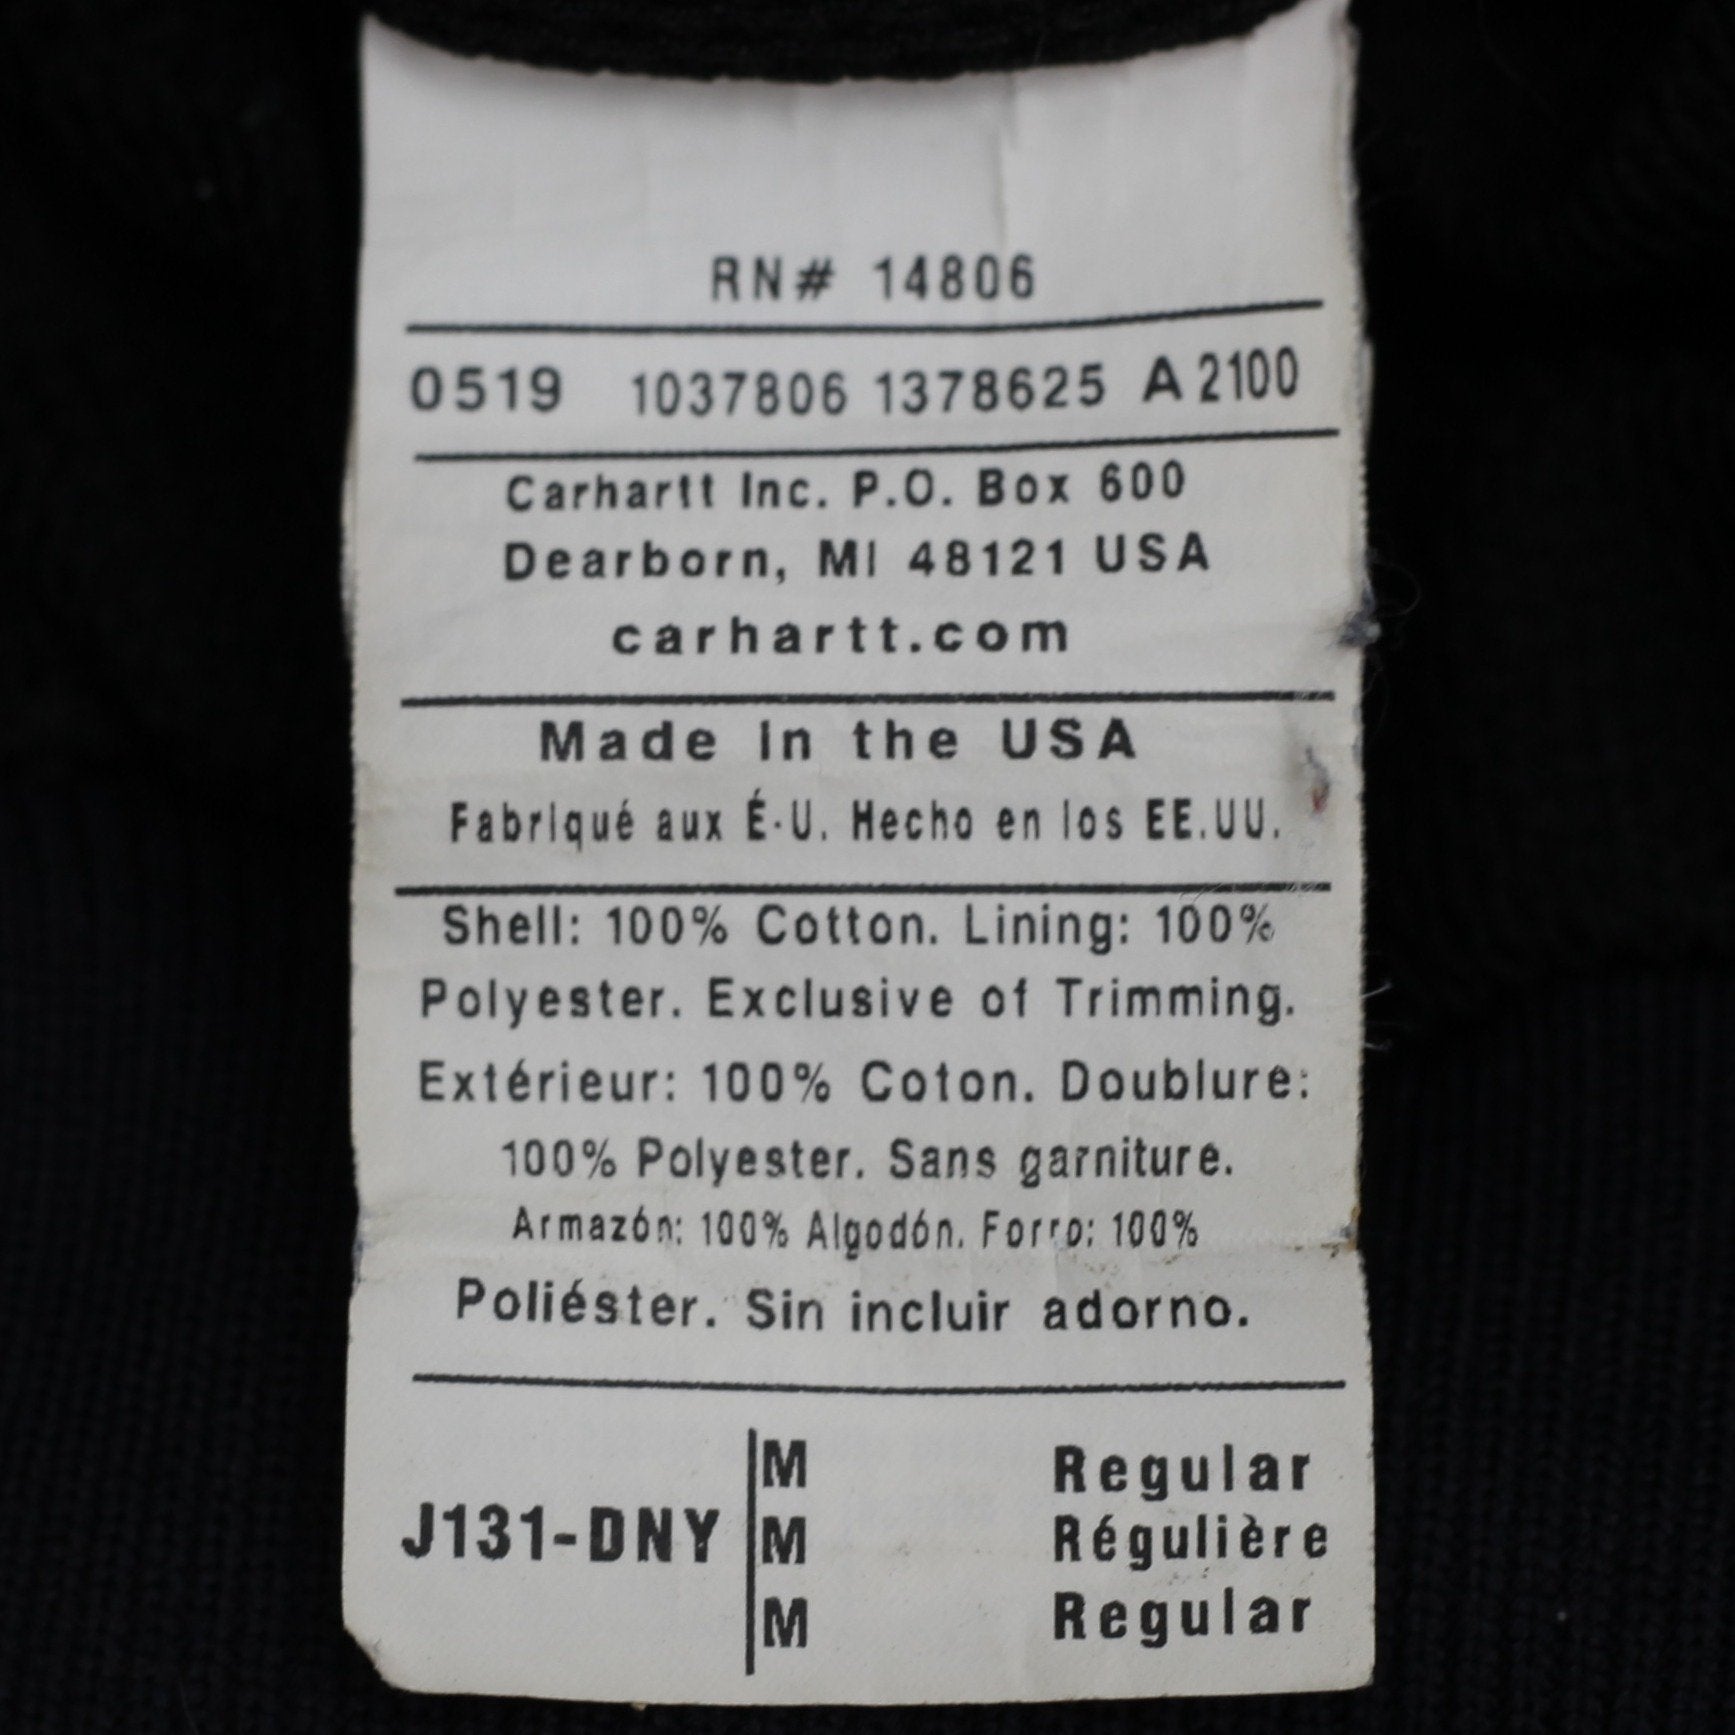 RN# 14806
0519 1037806 1378625 A 2100
Carhartt Inc. P.O. Box 600
Dearborn, MI 48121 USA
carhartt.com
Made in the USA
Fabriqué aux É-U. Hecho en los EE.UU.
Shell: 100% Cotton. Lining: 100%
Polyester. Exclusive of Trimming.
Extérieur: 100% Coton. Doublure:
100% Polyester. Sans garniture.
Armazón: 100% Algodón. Forro: 100%
Poliéster. Sin incluir adorno.
M Regular
J131-DNY M Régulière
M Regular